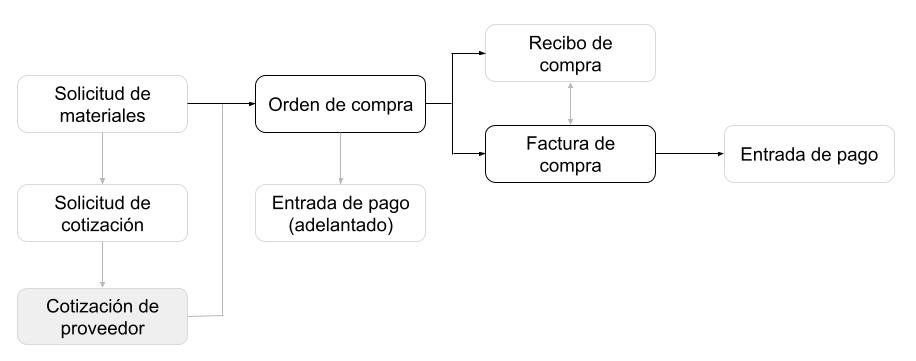 Solicitud de
materiales
Solicitud de
cotización
Cotización de
proveedor
Orden de compra
Entrada de pago
(adelantado)
Recibo de
compra
Factura de
compra
Entrada de pago